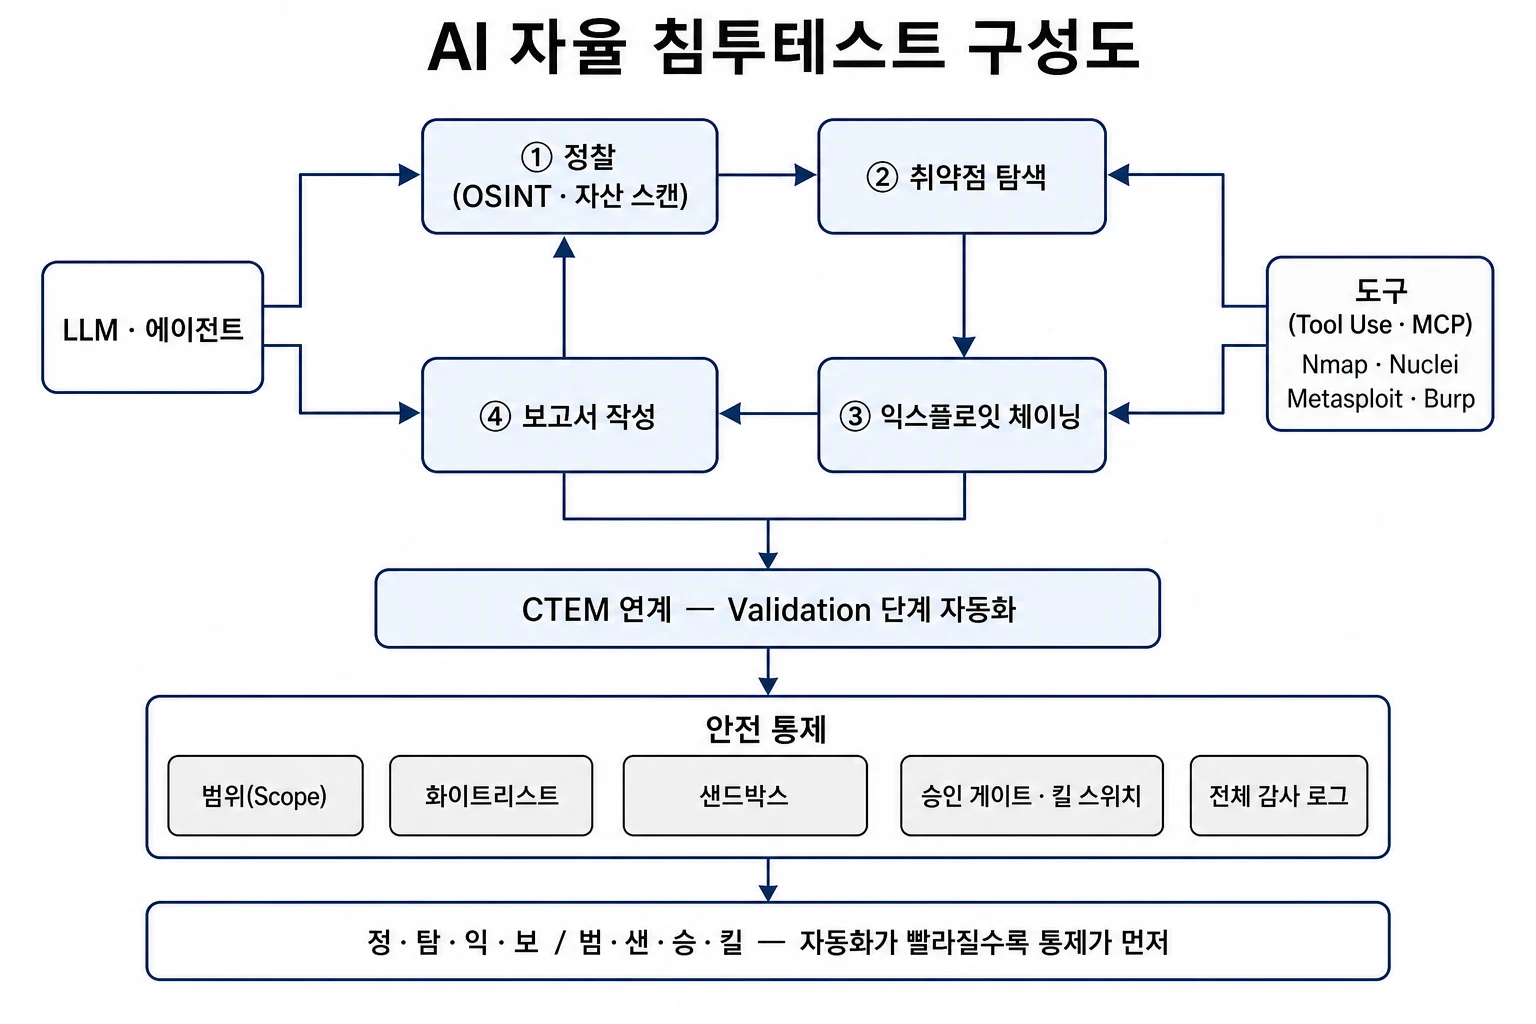 AI 자율 침투테스트 구성도
① 정찰
(OSINT · 자산 스캔)
② 취약점 탐색
LLM · 에이전트
도구
(Tool Use · MCP)
Nmap · Nuclei
Metasploit · Burp
④ 보고서 작성
③ 익스플로잇 체이닝
CTEM 연계 — Validation 단계 자동화
안전 통제
범위(Scope)
화이트리스트
샌드박스
승인 게이트 · 킬 스위치
전체 감사 로그
정 · 탐 · 익 · 보 / 범 · 샌 · 승 · 킬 — 자동화가 빨라질수록 통제가 먼저